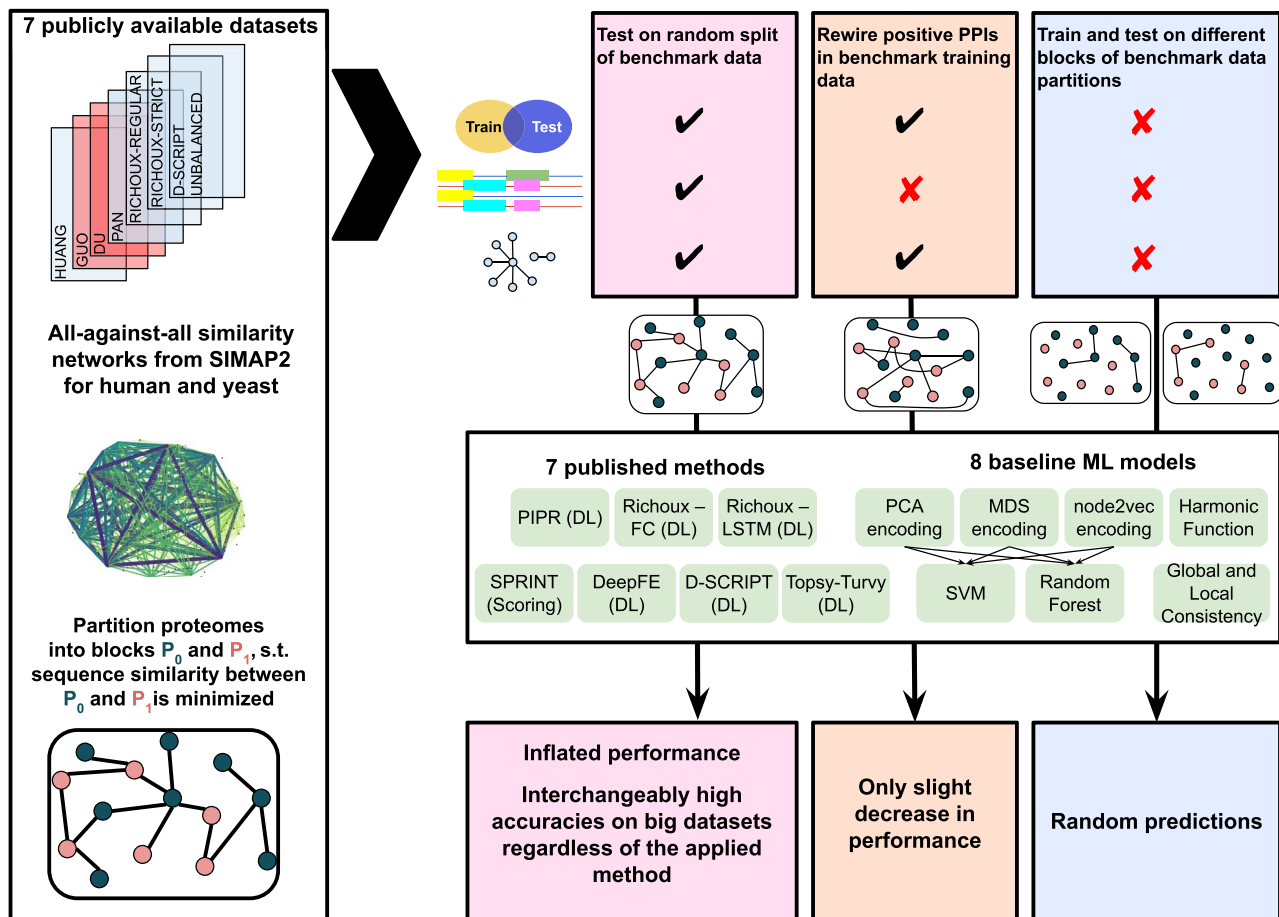 7 publicly available datasets
HUANG
GUO
DU
PAN
RICHOUX-REGULAR
RICHOUX-STRICT
D-SCRIPT
UNBALANCED
All-against-all similarity
networks from SIMAP2
for human and yeast
Partition proteomes
into blocks P0 and P1, s.t.
sequence similarity between
P0 and P1 is minimized
Train
Test
Test on random split
of benchmark data
✔
✔
✔
Rewire positive PPIs
in benchmark training
data
✔
✘
✔
Train and test on different
blocks of benchmark data
partitions
✘
✘
✘
7 published methods
PIPR (DL)
Richoux –
FC (DL)
Richoux –
LSTM (DL)
SPRINT
(Scoring)
DeepFE
(DL)
D-SCRIPT
(DL)
Topsy-Turvy
(DL)
8 baseline ML models
PCA
encoding
MDS
encoding
node2vec
encoding
Harmonic
Function
SVM
Random
Forest
Global and
Local
Consistency
Inflated performance
Interchangeably high
accuracies on big datasets
regardless of the applied
method
Only slight
decrease in
performance
Random predictions